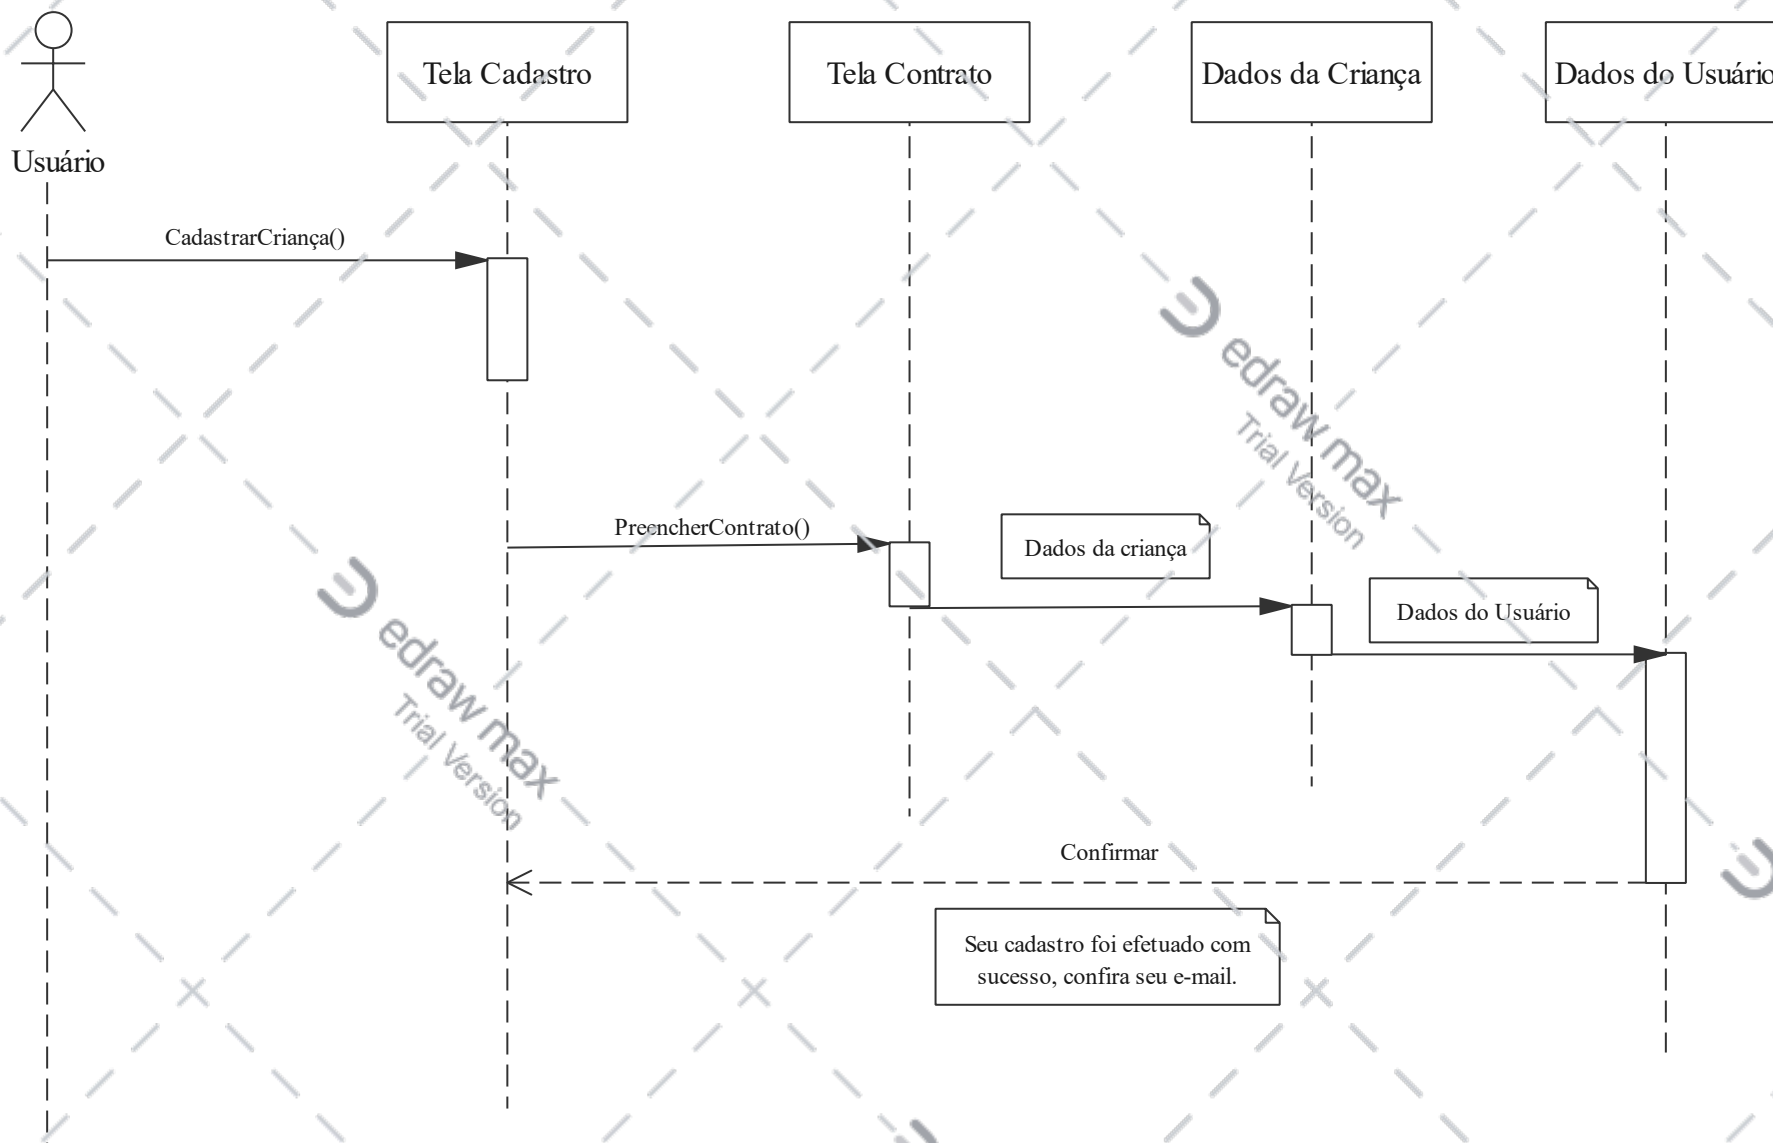 Tela Cadastro
Tela Contrato
Dados da Criança
Dados do Usuário
Usuário
CadastrarCriança()
PreencherContrato()
Dados da criança
Dados do Usuário
Confirmar
Seu cadastro foi efetuado com
sucesso, confira seu e-mail.
edraw max
Trial Version
edraw max
Trial Version